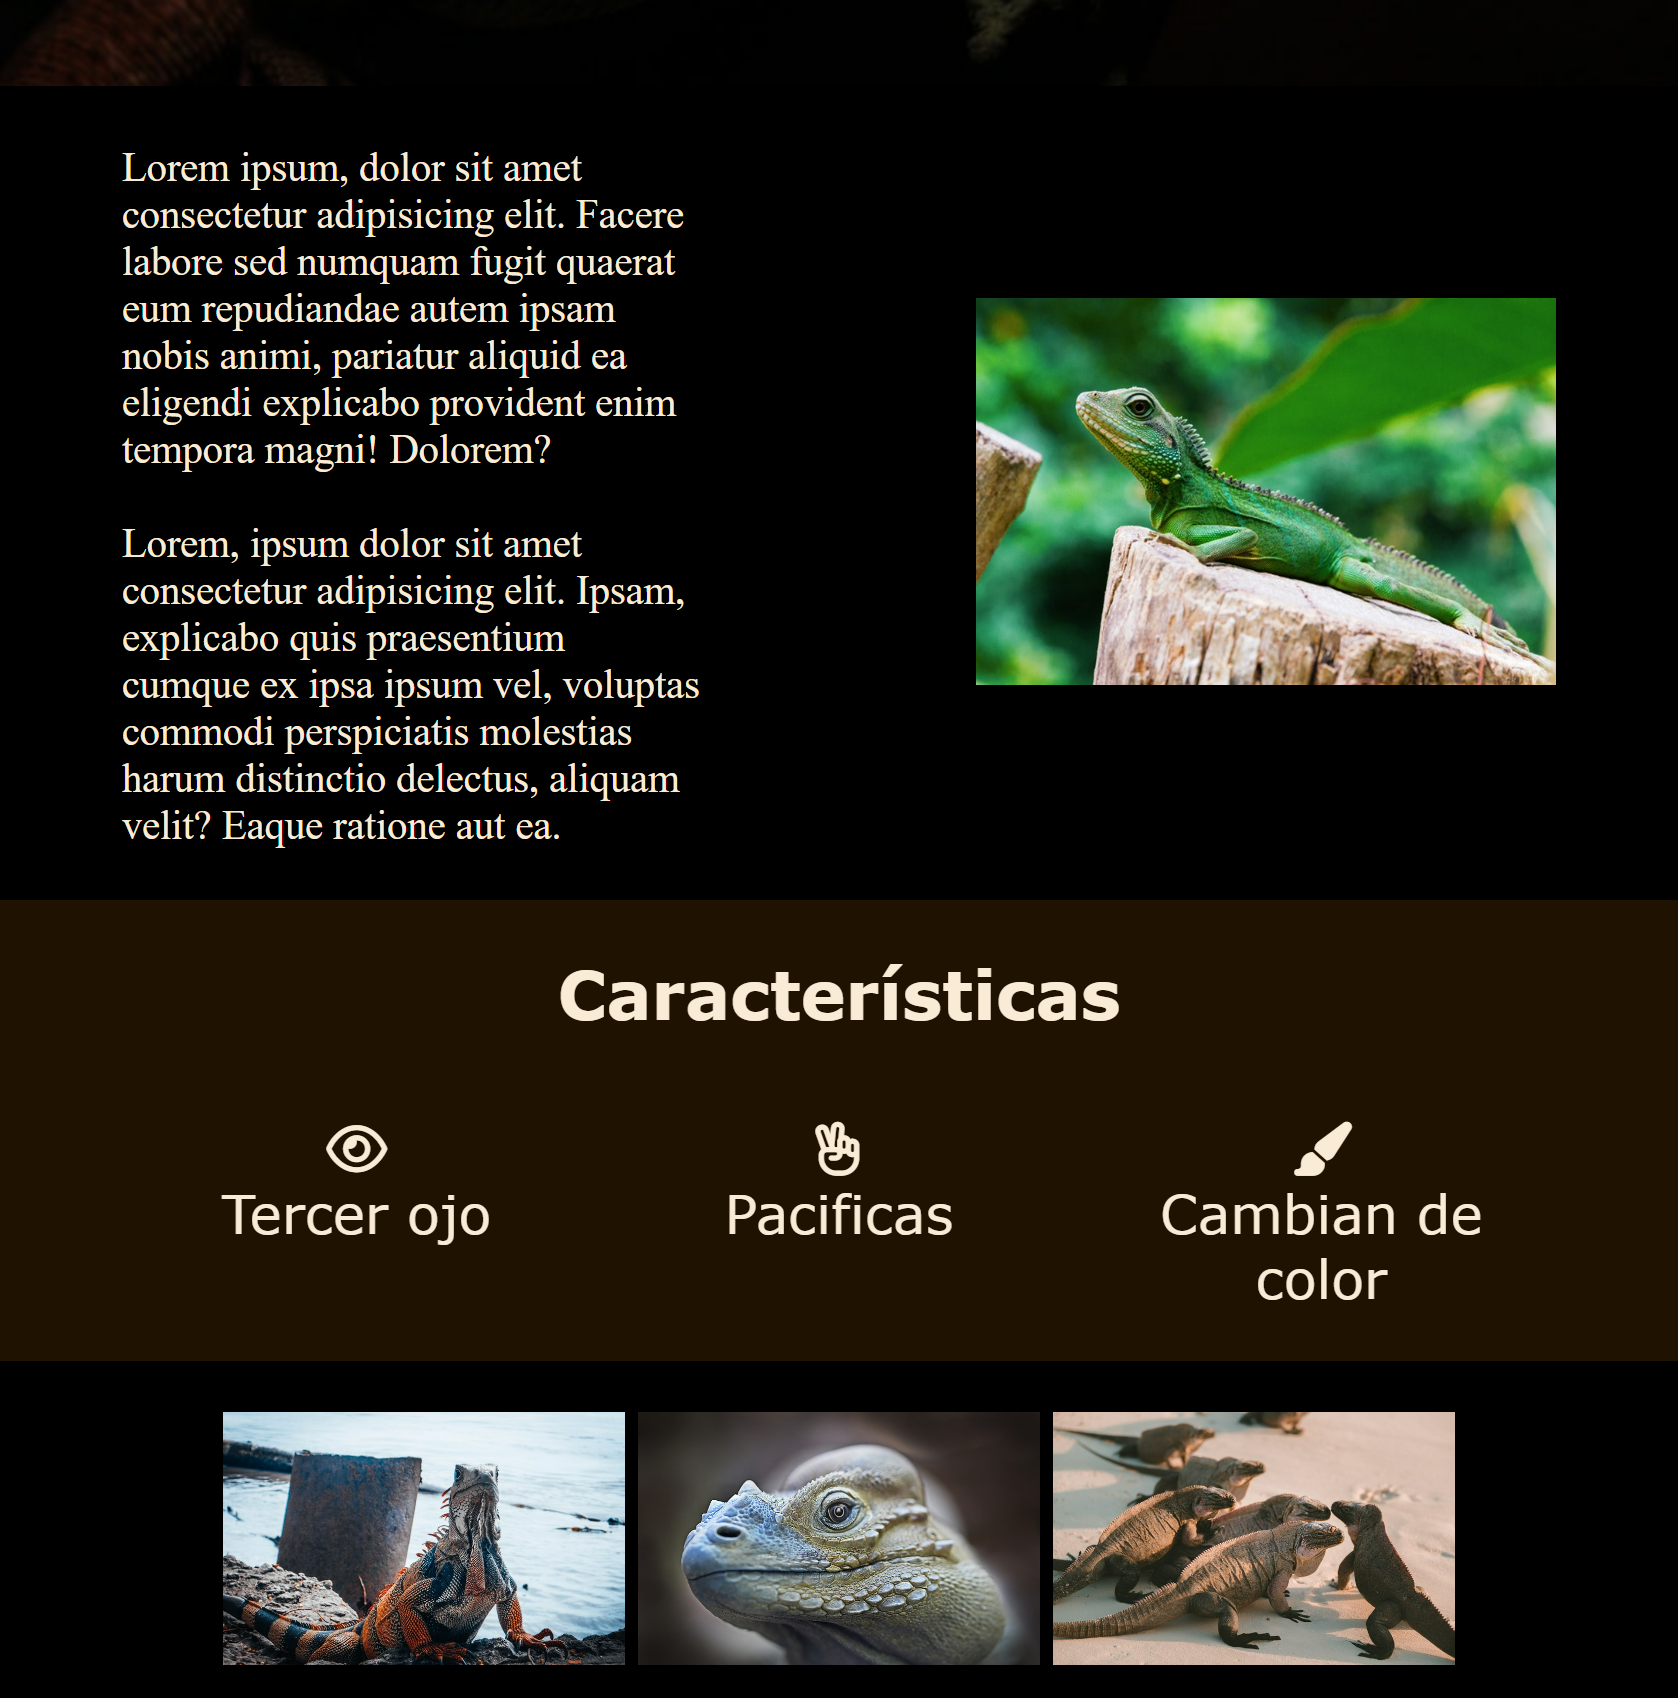 Lorem ipsum, dolor sit amet
consectetur adipisicing elit. Facere
labore sed numquam fugit quaerat
eum repudiandae autem ipsam
nobis animi, pariatur aliquid ea
eligendi explicabo provident enim
tempora magni! Dolorem?
Lorem, ipsum dolor sit amet
consectetur adipisicing elit. Ipsam,
explicabo quis praesentium
cumque ex ipsa ipsum vel, voluptas
commodi perspiciatis molestias
harum distinctio delectus, aliquam
velit? Eaque ratione aut ea.
Características
Tercer ojo
Pacificas
Cambian de
color